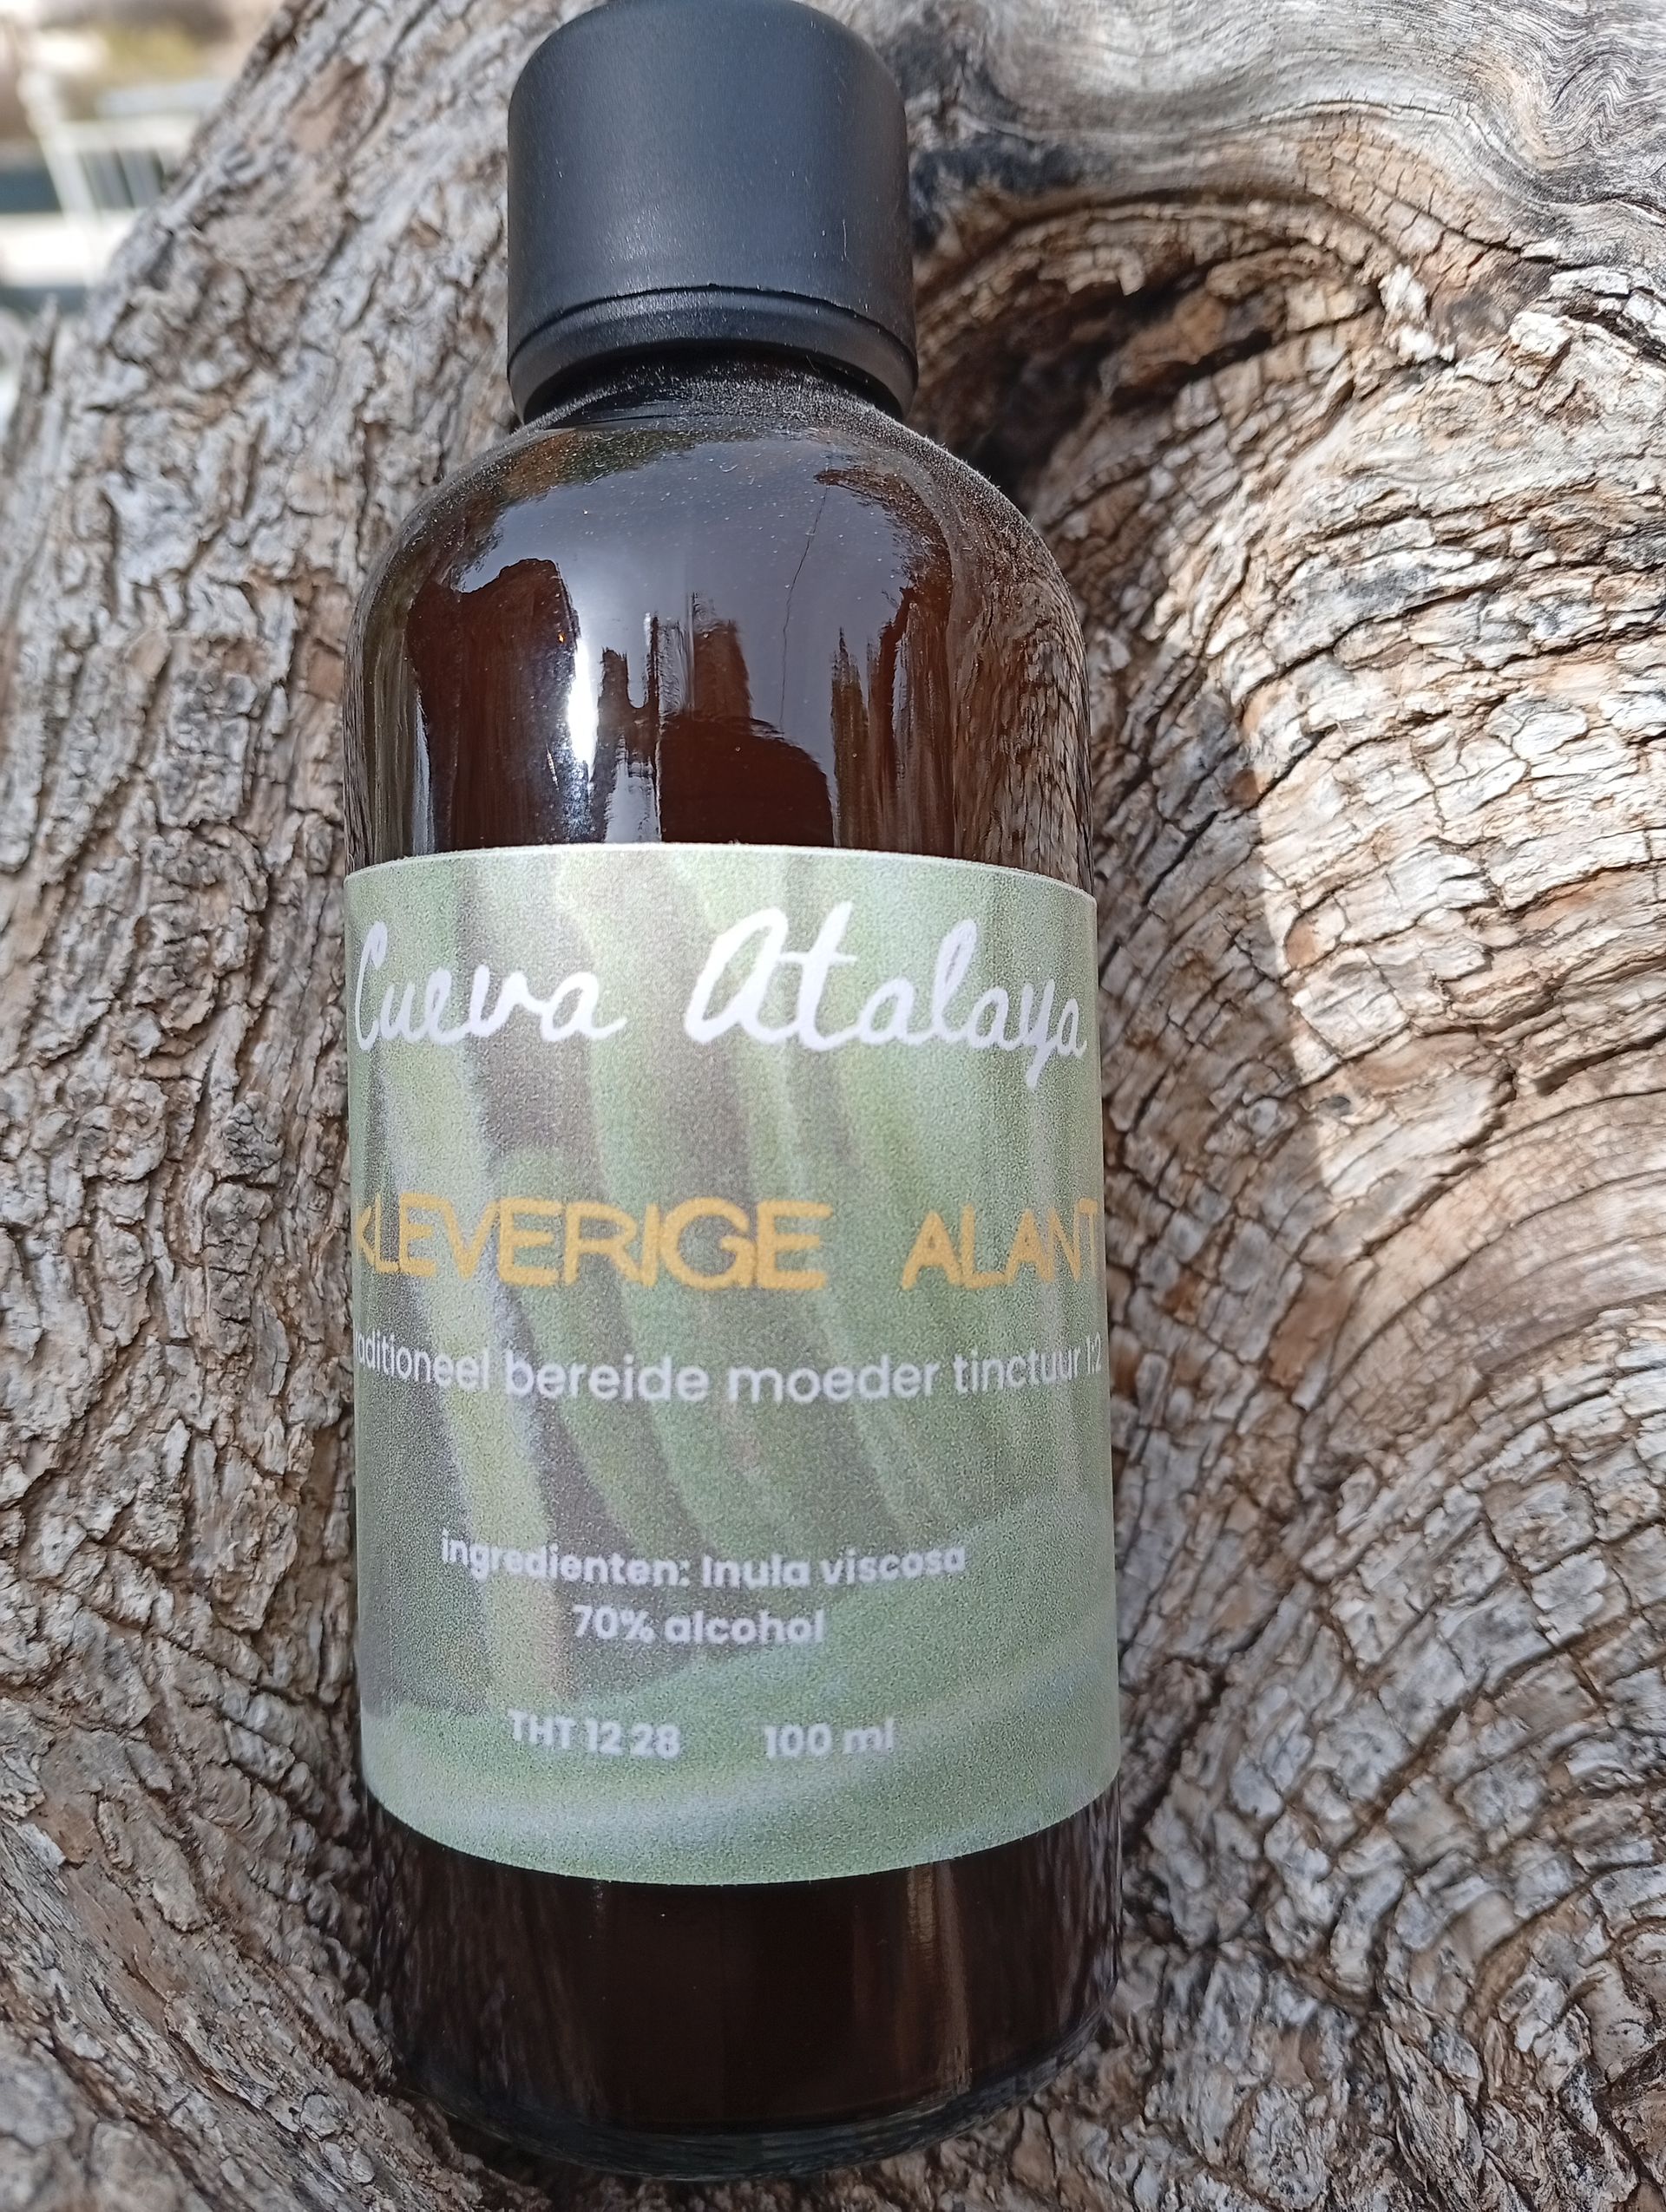 Cueva Atalaya
KLEVERIGE ALANT
aditioneel bereide moeder tinctuur 1:2
ingredienten: Inula viscosa
70% alcohol
THT 12 28 100 ml